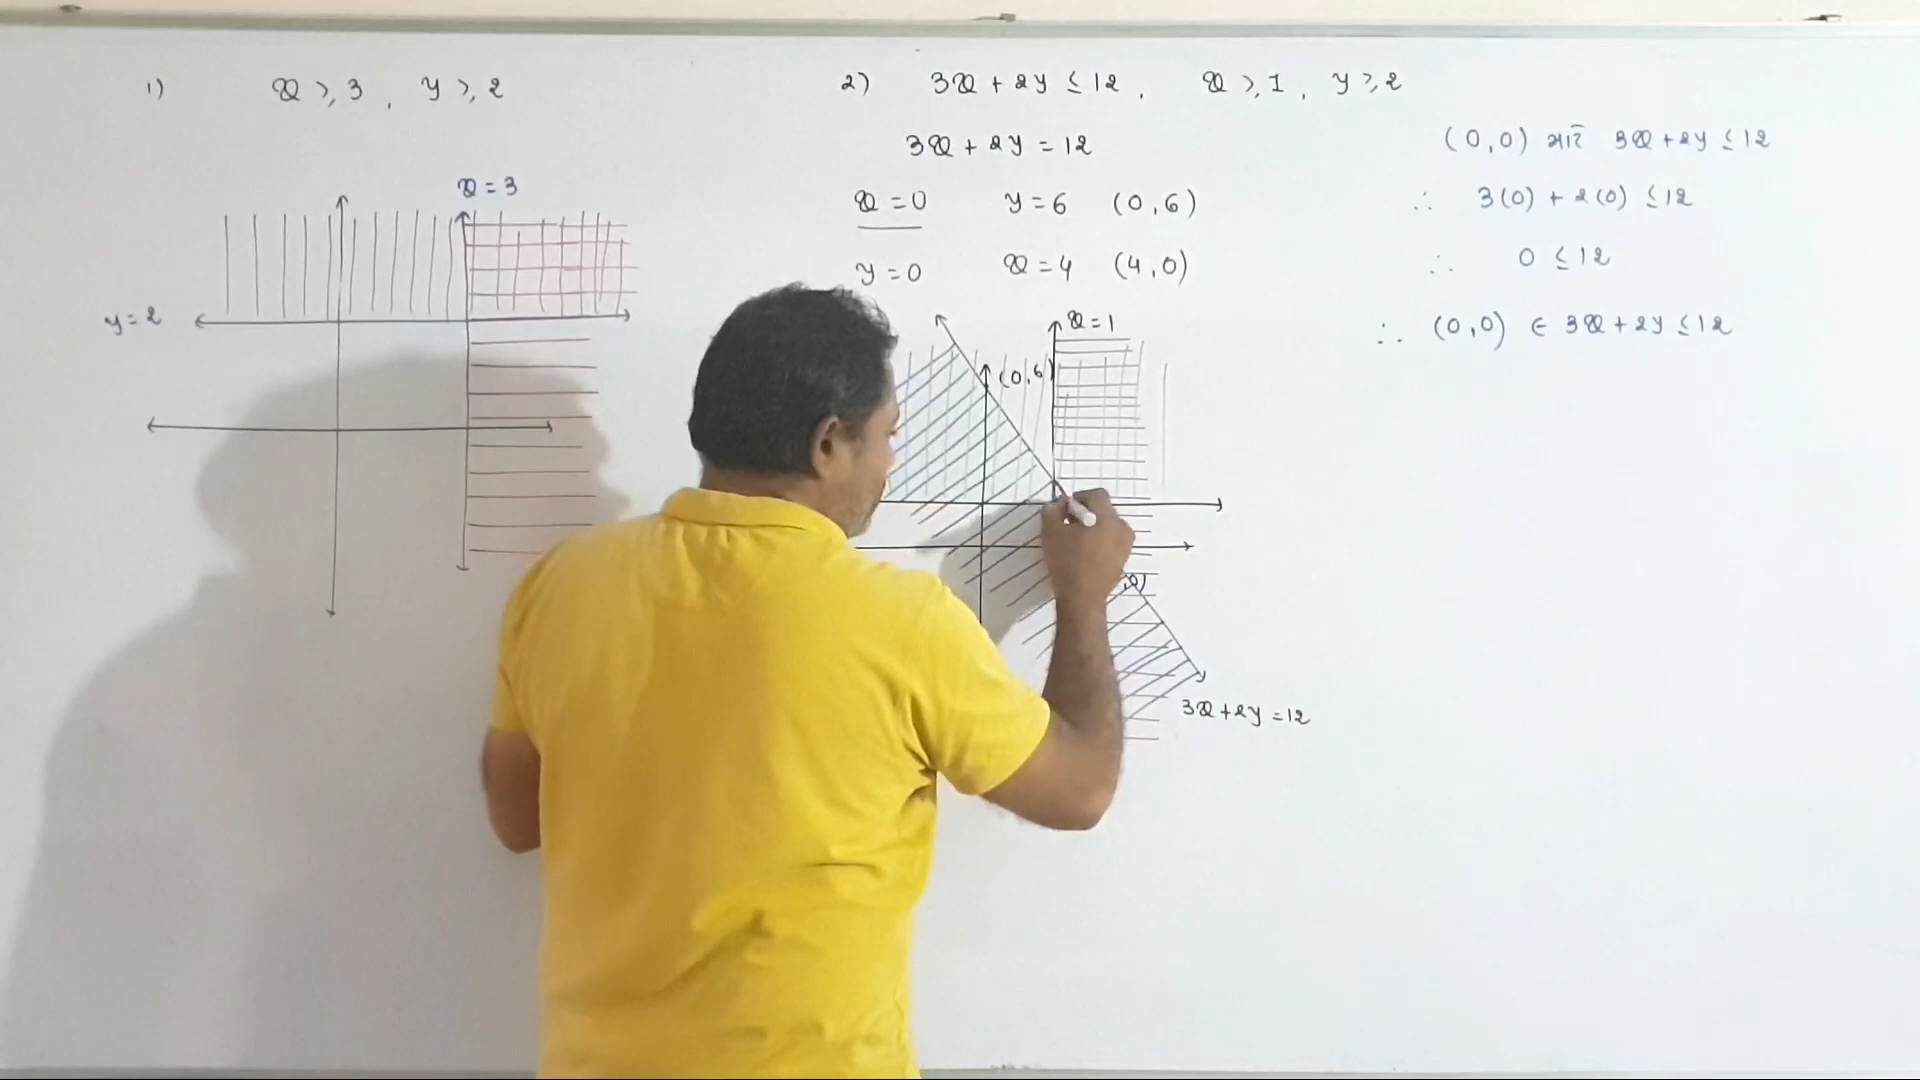 1) x ≥ 3 , y ≥ 2
x = 3
y = 2
2) 3x + 2y ≤ 12 , x ≥ 1 , y ≥ 2
3x + 2y = 12
x = 0 y = 6 (0,6)
y = 0 x = 4 (4,0)
x = 1
(0,6)
,0)
3x + 2y = 12
(0,0) માટે 3x + 2y ≤ 12
∴ 3(0) + 2(0) ≤ 12
∴ 0 ≤ 12
∴ (0,0) ∈ 3x + 2y ≤ 12